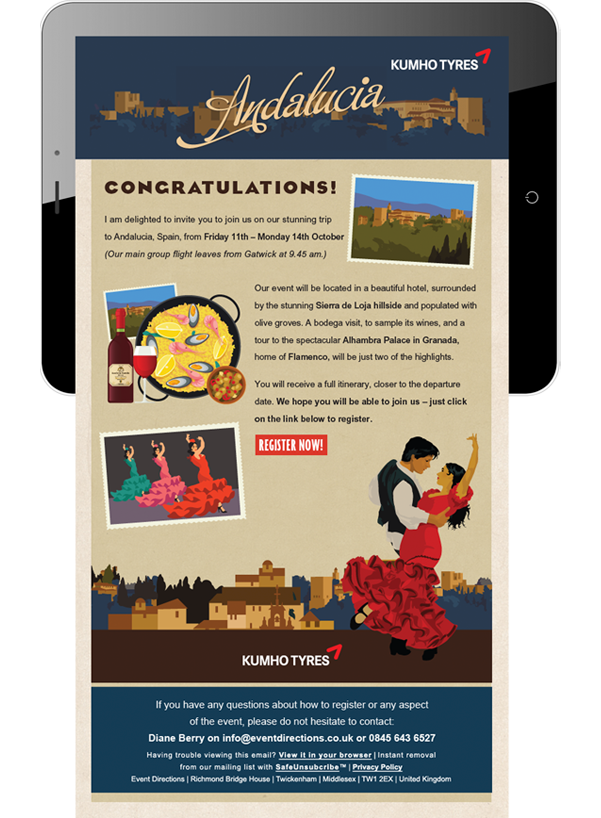 KUMHO TYRES
Andalucia
CONGRATULATIONS!
I am delighted to invite you to join us on our stunning trip
to Andalucia, Spain, from Friday 11th – Monday 14th October
(Our main group flight leaves from Gatwick at 9.45 am.)
Our event will be located in a beautiful hotel, surrounded
by the stunning Sierra de Loja hillside and populated with
olive groves. A bodega visit, to sample its wines, and a
tour to the spectacular Alhambra Palace in Granada,
home of Flamenco, will be just two of the highlights.
You will receive a full itinerary, closer to the departure
date. We hope you will be able to join us – just click
on the link below to register.
REGISTER NOW!
KUMHO TYRES
If you have any questions about how to register or any aspect
of the event, please do not hesitate to contact:
Diane Berry on info@eventdirections.co.uk or 0845 643 6527
Having trouble viewing this email? View it in your browser | Instant removal
from our mailing list with SafeUnsubcribe™ | Privacy Policy
Event Directions | Richmond Bridge House | Twickenham | Middlesex | TW1 2EX | United Kingdom